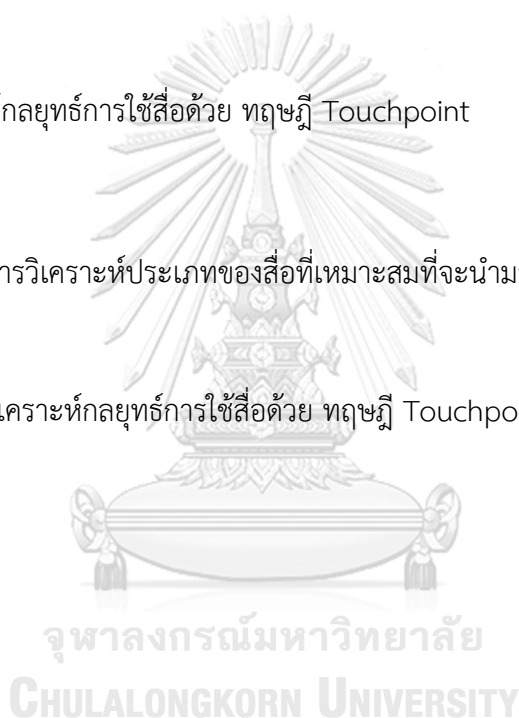 ์กลยุทธ์การใช้สื่อด้วย ทฤษฎี Touchpoint
ารวิเคราะห์ประเภทของสื่อที่เหมาะสมที่จะนำม
เคราะห์กลยุทธ์การใช้สื่อด้วย ทฤษฎี Touchpo
จุฬาลงกรณ์มหาวิทยาลัย
CHULALONGKORN UNIVERSITY